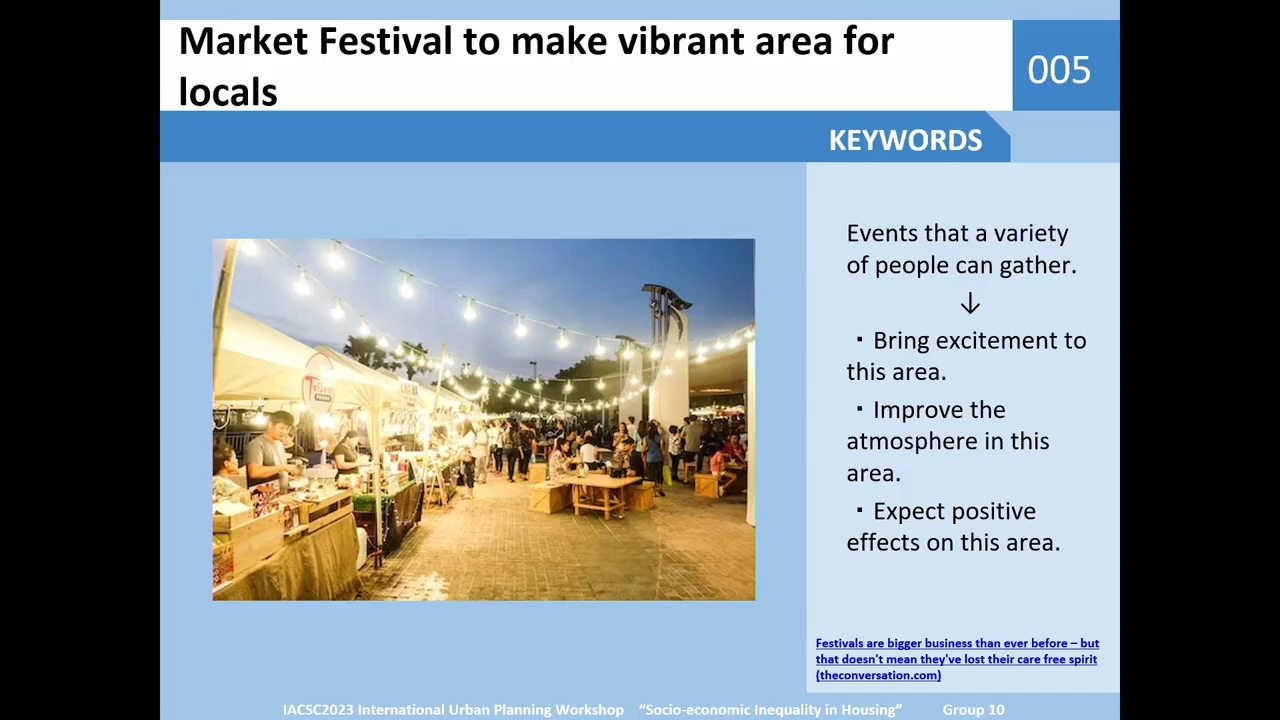 Market Festival to make vibrant area for
locals
005
KEYWORDS
Events that a variety
of people can gather.
↓
・Bring excitement to
this area.
・Improve the
atmosphere in this
area.
・Expect positive
effects on this area.
Festivals are bigger business than ever before – but
that doesn't mean they've lost their care free spirit
(theconversation.com)
IACSC2023 International Urban Planning Workshop “Socio-economic Inequality in Housing” Group 10